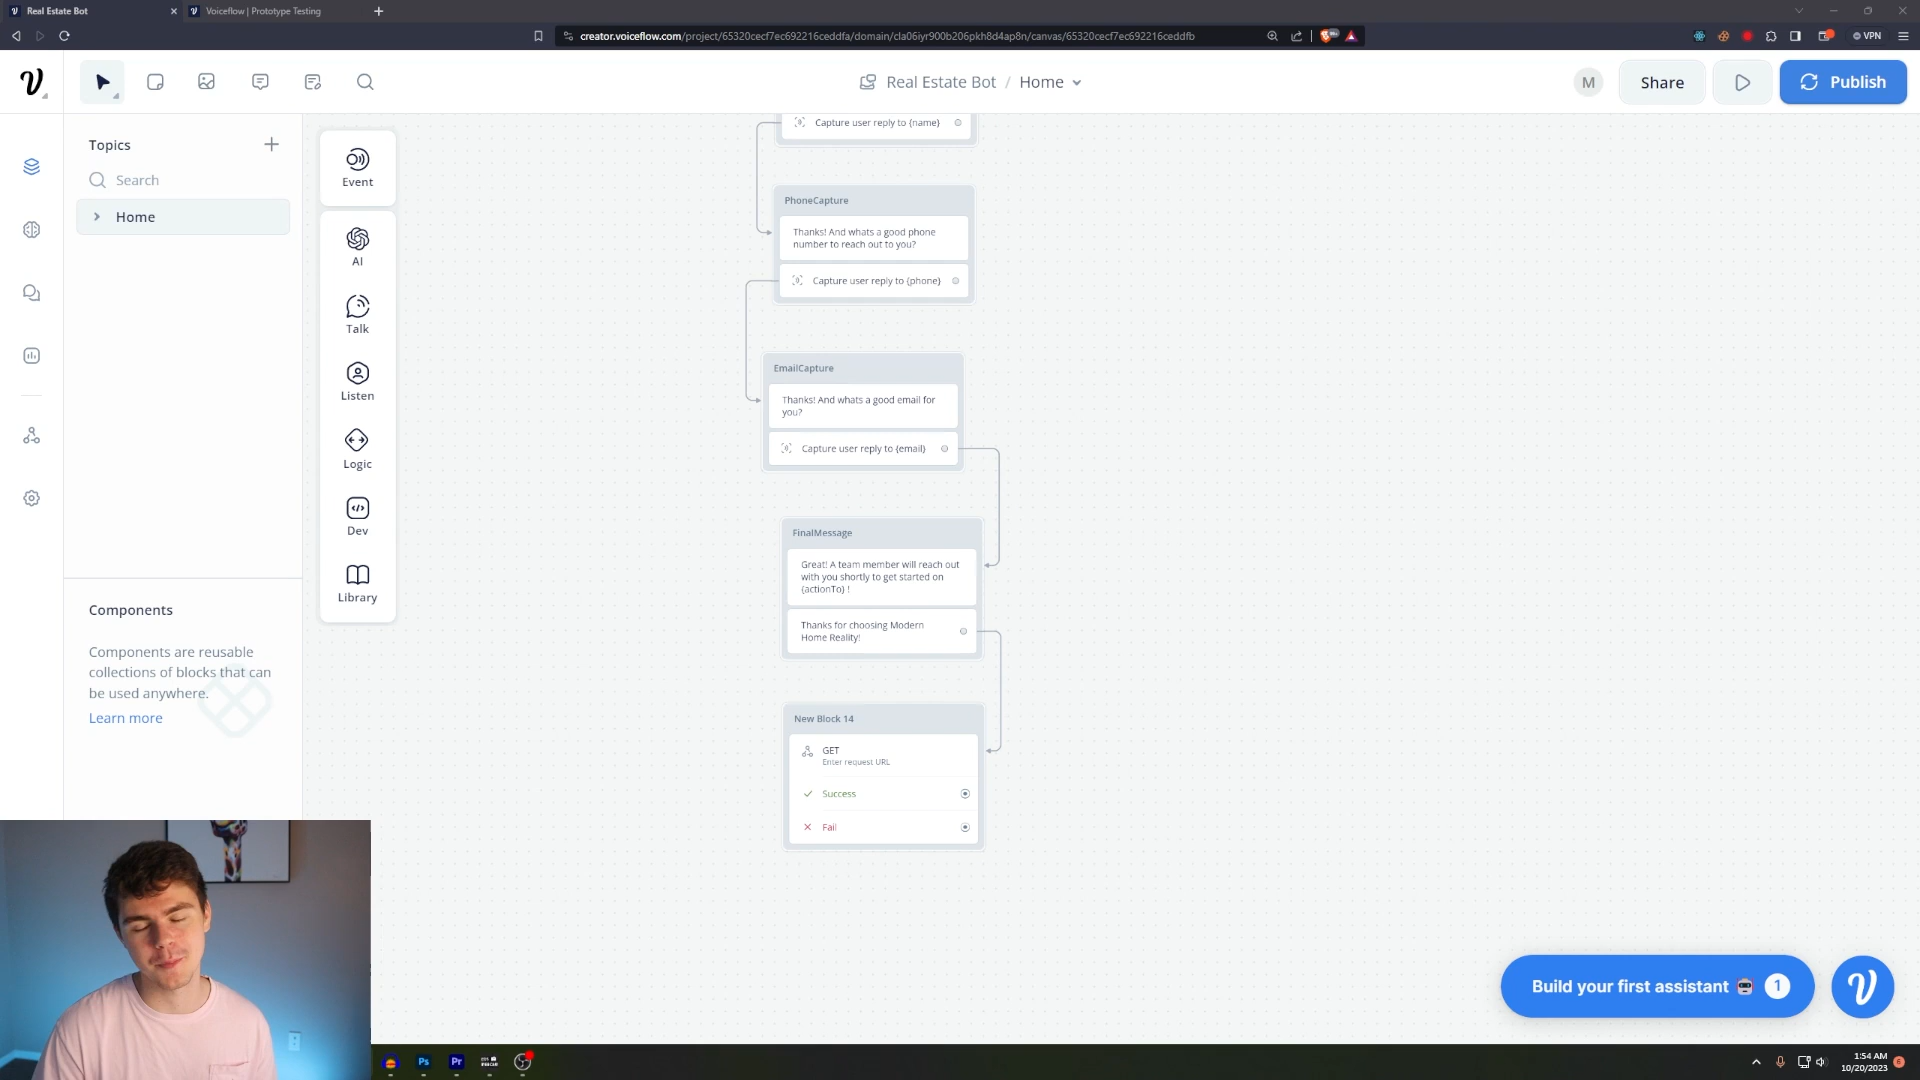 Real Estate Bot
Voiceflow | Prototype Testing
creator.voiceflow.com/project/65320cecf7ec692216ceddfa/domain/cla06iyr900b206pkh8d4ap8n/canvas/65320cecf7ec692216ceddfb
VPN
Real Estate Bot / Home
M
Share
Publish
Topics
Search
Home
Event
AI
Talk
Listen
Logic
Dev
Library
Capture user reply to {name}
PhoneCapture
Thanks! And whats a good phone
number to reach out to you?
Capture user reply to {phone}
EmailCapture
Thanks! And whats a good email for
you?
Capture user reply to {email}
FinalMessage
Great! A team member will reach out
with you shortly to get started on
{actionTo} !
Thanks for choosing Modern
Home Reality!
New Block 14
GET
Enter request URL
Success
Fail
Components
Components are reusable
collections of blocks that can
be used anywhere.
Learn more
Build your first assistant 1
Ps
Pr
1:54 AM
10/20/2023
6